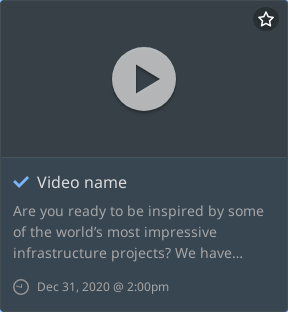 Video name
Are you ready to be inspired by some
of the world's most impressive
infrastructure projects? We have...
Dec 31, 2020 @ 2:00pm